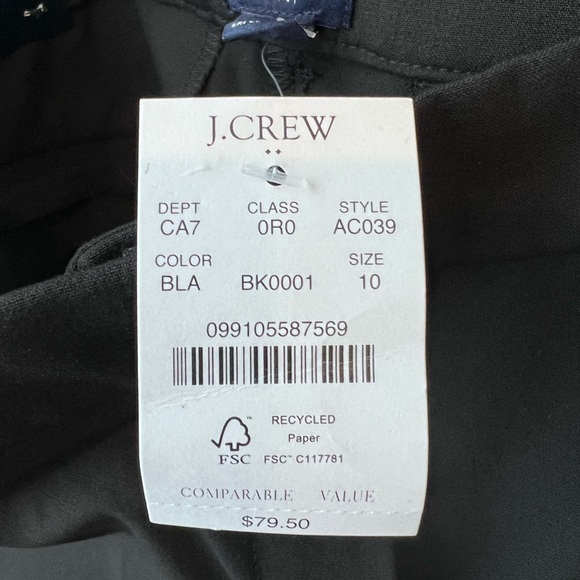 J.CREW
DEPT CLASS STYLE
CA7 0R0 AC039
COLOR SIZE
BLA BK0001 10
099105587569
RECYCLED
Paper
FSC™ FSC™ C117781
COMPARABLE VALUE
$79.50